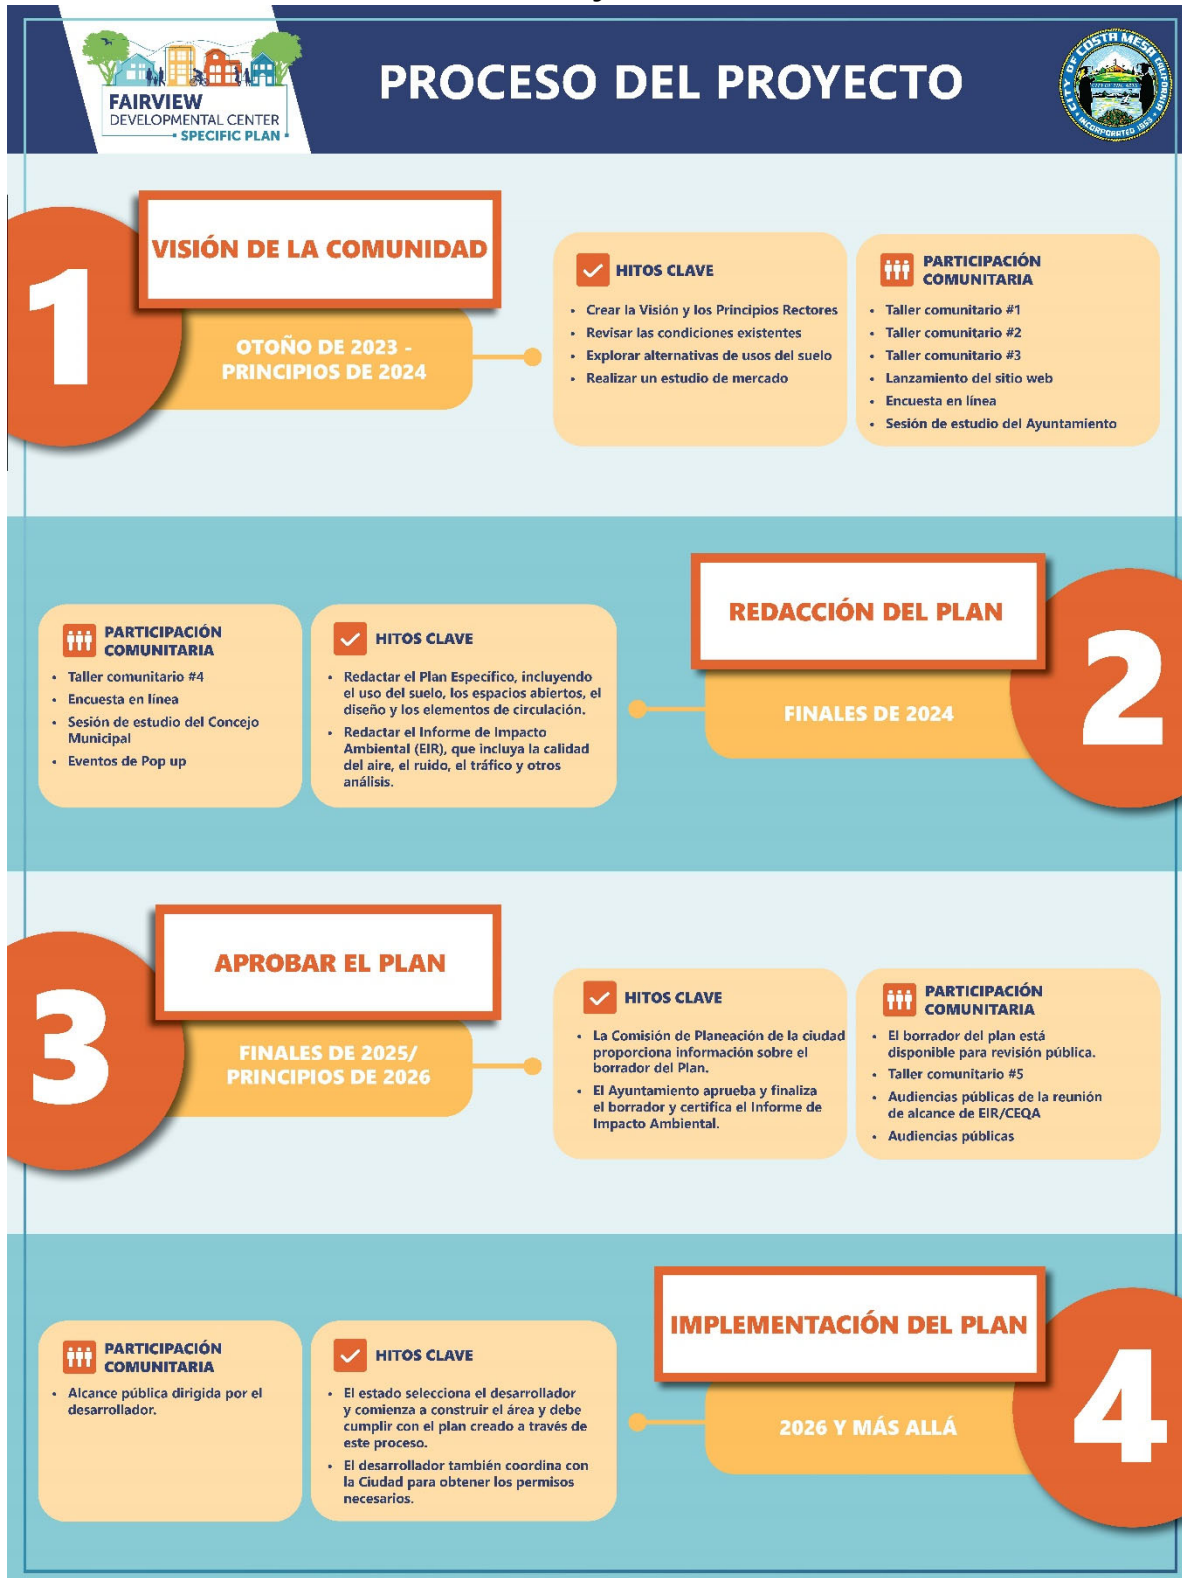 FAIRVIEW
DEVELOPMENTAL CENTER
SPECIFIC PLAN
PROCESO DEL PROYECTO
CITY OF COSTA MESA CALIFORNIA
INCORPORATED 1953
1
VISIÓN DE LA COMUNIDAD
OTOÑO DE 2023 -
PRINCIPIOS DE 2024
HITOS CLAVE
• Crear la Visión y los Principios Rectores
• Revisar las condiciones existentes
• Explorar alternativas de usos del suelo
• Realizar un estudio de mercado
PARTICIPACIÓN
COMUNITARIA
• Taller comunitario #1
• Taller comunitario #2
• Taller comunitario #3
• Lanzamiento del sitio web
• Encuesta en línea
• Sesión de estudio del Ayuntamiento
2
REDACCIÓN DEL PLAN
FINALES DE 2024
PARTICIPACIÓN
COMUNITARIA
• Taller comunitario #4
• Encuesta en línea
• Sesión de estudio del Concejo
Municipal
• Eventos de Pop up
HITOS CLAVE
• Redactar el Plan Específico, incluyendo
el uso del suelo, los espacios abiertos, el
diseño y los elementos de circulación.
• Redactar el Informe de Impacto
Ambiental (EIR), que incluya la calidad
del aire, el ruido, el tráfico y otros
análisis.
3
APROBAR EL PLAN
FINALES DE 2025/
PRINCIPIOS DE 2026
HITOS CLAVE
• La Comisión de Planeación de la ciudad
proporciona información sobre el
borrador del Plan.
• El Ayuntamiento aprueba y finaliza
el borrador y certifica el Informe de
Impacto Ambiental.
PARTICIPACIÓN
COMUNITARIA
• El borrador del plan está
disponible para revisión pública.
• Taller comunitario #5
• Audiencias públicas de la reunión
de alcance de EIR/CEQA
• Audiencias públicas
4
IMPLEMENTACIÓN DEL PLAN
2026 Y MÁS ALLÁ
PARTICIPACIÓN
COMUNITARIA
• Alcance pública dirigida por el
desarrollador.
HITOS CLAVE
• El estado selecciona el desarrollador
y comienza a construir el área y debe
cumplir con el plan creado a través de
este proceso.
• El desarrollador también coordina con
la Ciudad para obtener los permisos
necesarios.